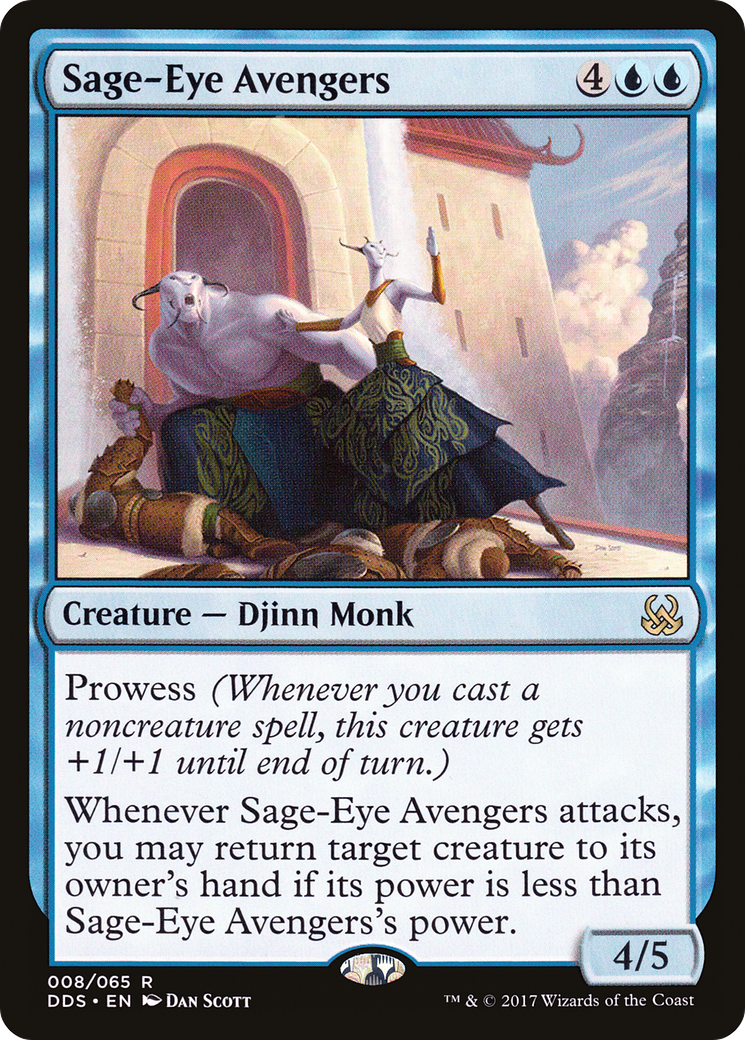 Sage-Eye Avengers 4
Creature — Djinn Monk
Prowess (Whenever you cast a
noncreature spell, this creature gets
+1/+1 until end of turn.)
Whenever Sage-Eye Avengers attacks,
you may return target creature to its
owner's hand if its power is less than
Sage-Eye Avengers's power.
4/5
008/065 R
DDS • EN Dan Scott
™ & © 2017 Wizards of the Coast